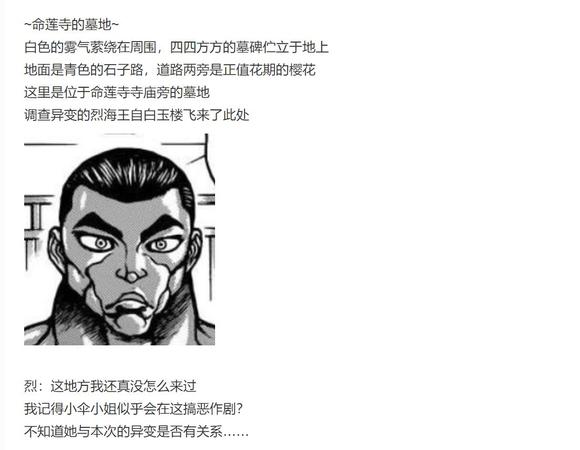 ~命莲寺的墓地~
白色的雾气萦绕在周围，四四方方的墓碑伫立于地上
地面是青色的石子路，道路两旁是正值花期的樱花
这里是位于命莲寺寺庙旁的墓地
调查异变的烈海王自白玉楼飞来了此处
烈：这地方我还真没怎么来过
我记得小伞小姐似乎会在这搞恶作剧？
不知道她与本次的异变是否有关系……